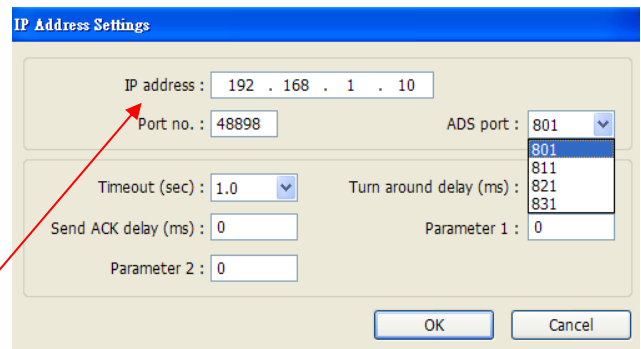 IP Address Settings
IP address : 192 . 168 . 1 . 10
Port no. : 48898 ADS port : 801
801
811
821
831
Timeout (sec) : 1.0 Turn around delay (ms) :
Send ACK delay (ms) : 0 Parameter 1 : 0
Parameter 2 : 0
OK Cancel